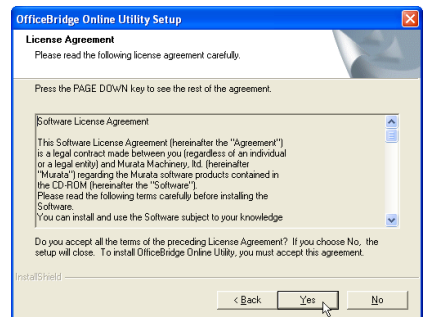 OfficeBridge Online Utility Setup
License Agreement
Please read the following license agreement carefully.
Press the PAGE DOWN key to see the rest of the agreement.
Software License Agreement
This Software License Agreement (hereinafter the "Agreement")
is a legal contract made between you (regardless of an individual
or a legal entity) and Murata Machinery, ltd. (hereinafter
"Murata") regarding the Murata software products contained in
the CD-ROM (hereinafter the "Software").
Please read the following terms carefully before installing the
Software.
You can install and use the Software subject to your knowledge
Do you accept all the terms of the preceding License Agreement? If you choose No, the
setup will close. To install OfficeBridge Online Utility, you must accept this agreement.
InstallShield
< Back Yes No